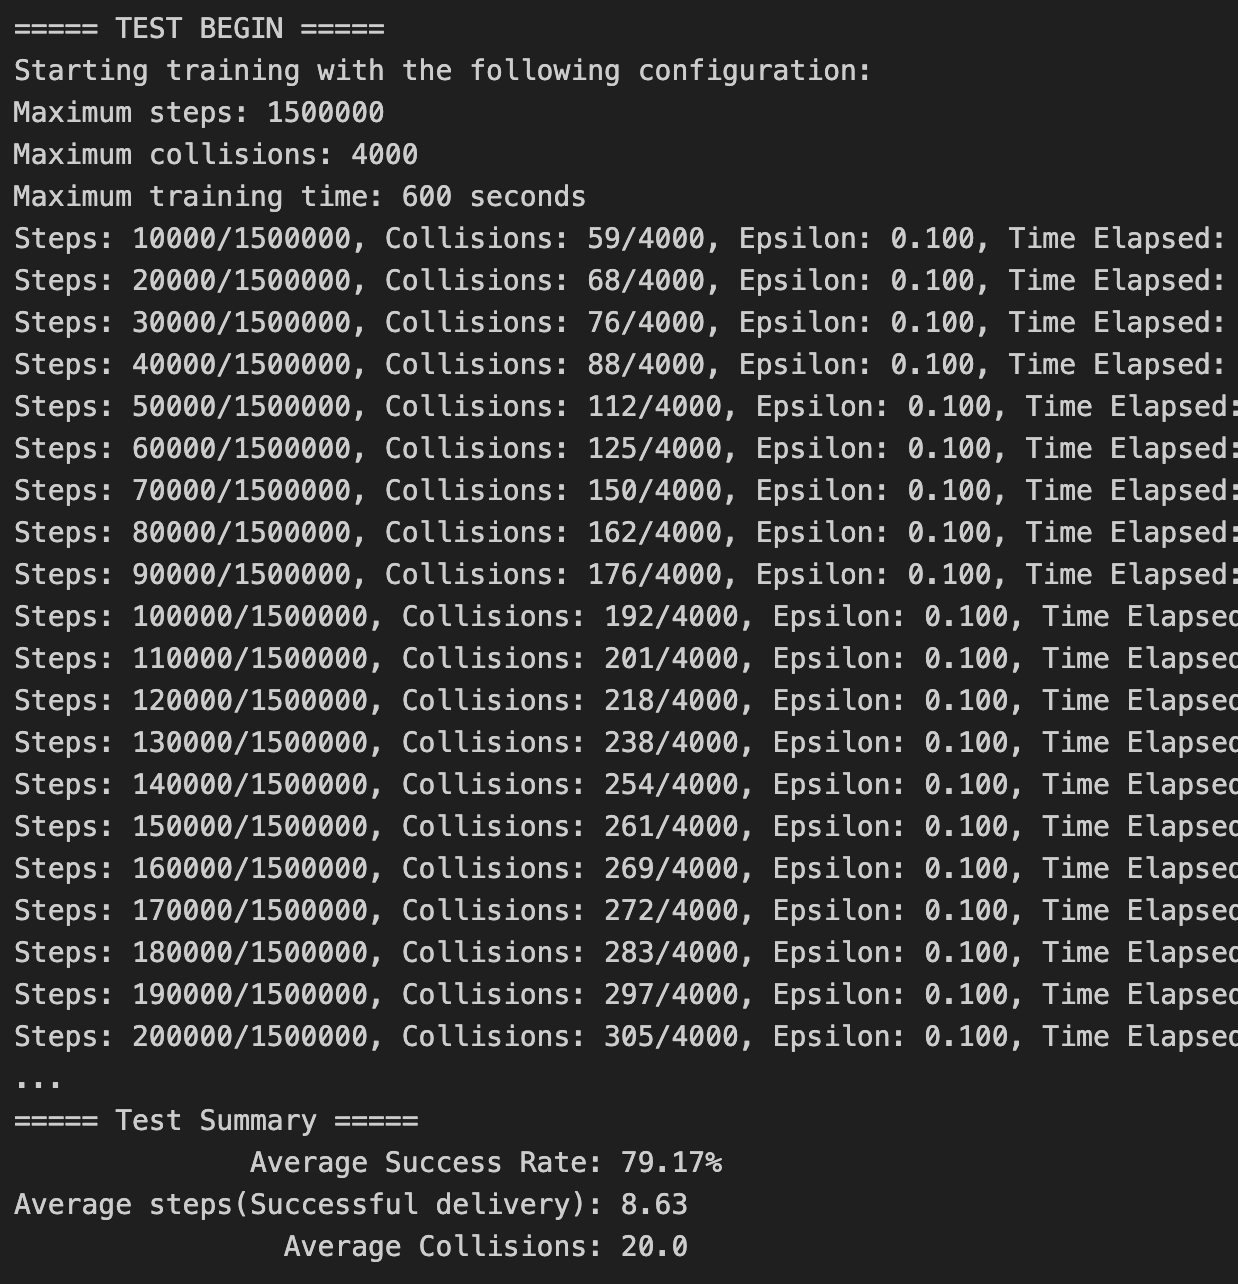 ===== TEST BEGIN =====
Starting training with the following configuration:
Maximum steps: 1500000
Maximum collisions: 4000
Maximum training time: 600 seconds
Steps: 10000/1500000, Collisions: 59/4000, Epsilon: 0.100, Time Elapsed:
Steps: 20000/1500000, Collisions: 68/4000, Epsilon: 0.100, Time Elapsed:
Steps: 30000/1500000, Collisions: 76/4000, Epsilon: 0.100, Time Elapsed:
Steps: 40000/1500000, Collisions: 88/4000, Epsilon: 0.100, Time Elapsed:
Steps: 50000/1500000, Collisions: 112/4000, Epsilon: 0.100, Time Elapsed:
Steps: 60000/1500000, Collisions: 125/4000, Epsilon: 0.100, Time Elapsed:
Steps: 70000/1500000, Collisions: 150/4000, Epsilon: 0.100, Time Elapsed:
Steps: 80000/1500000, Collisions: 162/4000, Epsilon: 0.100, Time Elapsed:
Steps: 90000/1500000, Collisions: 176/4000, Epsilon: 0.100, Time Elapsed:
Steps: 100000/1500000, Collisions: 192/4000, Epsilon: 0.100, Time Elapsed
Steps: 110000/1500000, Collisions: 201/4000, Epsilon: 0.100, Time Elapsed
Steps: 120000/1500000, Collisions: 218/4000, Epsilon: 0.100, Time Elapsed
Steps: 130000/1500000, Collisions: 238/4000, Epsilon: 0.100, Time Elapsed
Steps: 140000/1500000, Collisions: 254/4000, Epsilon: 0.100, Time Elapsed
Steps: 150000/1500000, Collisions: 261/4000, Epsilon: 0.100, Time Elapsed
Steps: 160000/1500000, Collisions: 269/4000, Epsilon: 0.100, Time Elapsed
Steps: 170000/1500000, Collisions: 272/4000, Epsilon: 0.100, Time Elapsed
Steps: 180000/1500000, Collisions: 283/4000, Epsilon: 0.100, Time Elapsed
Steps: 190000/1500000, Collisions: 297/4000, Epsilon: 0.100, Time Elapsed
Steps: 200000/1500000, Collisions: 305/4000, Epsilon: 0.100, Time Elapsed
...
===== Test Summary =====
Average Success Rate: 79.17%
Average steps(Successful delivery): 8.63
Average Collisions: 20.0